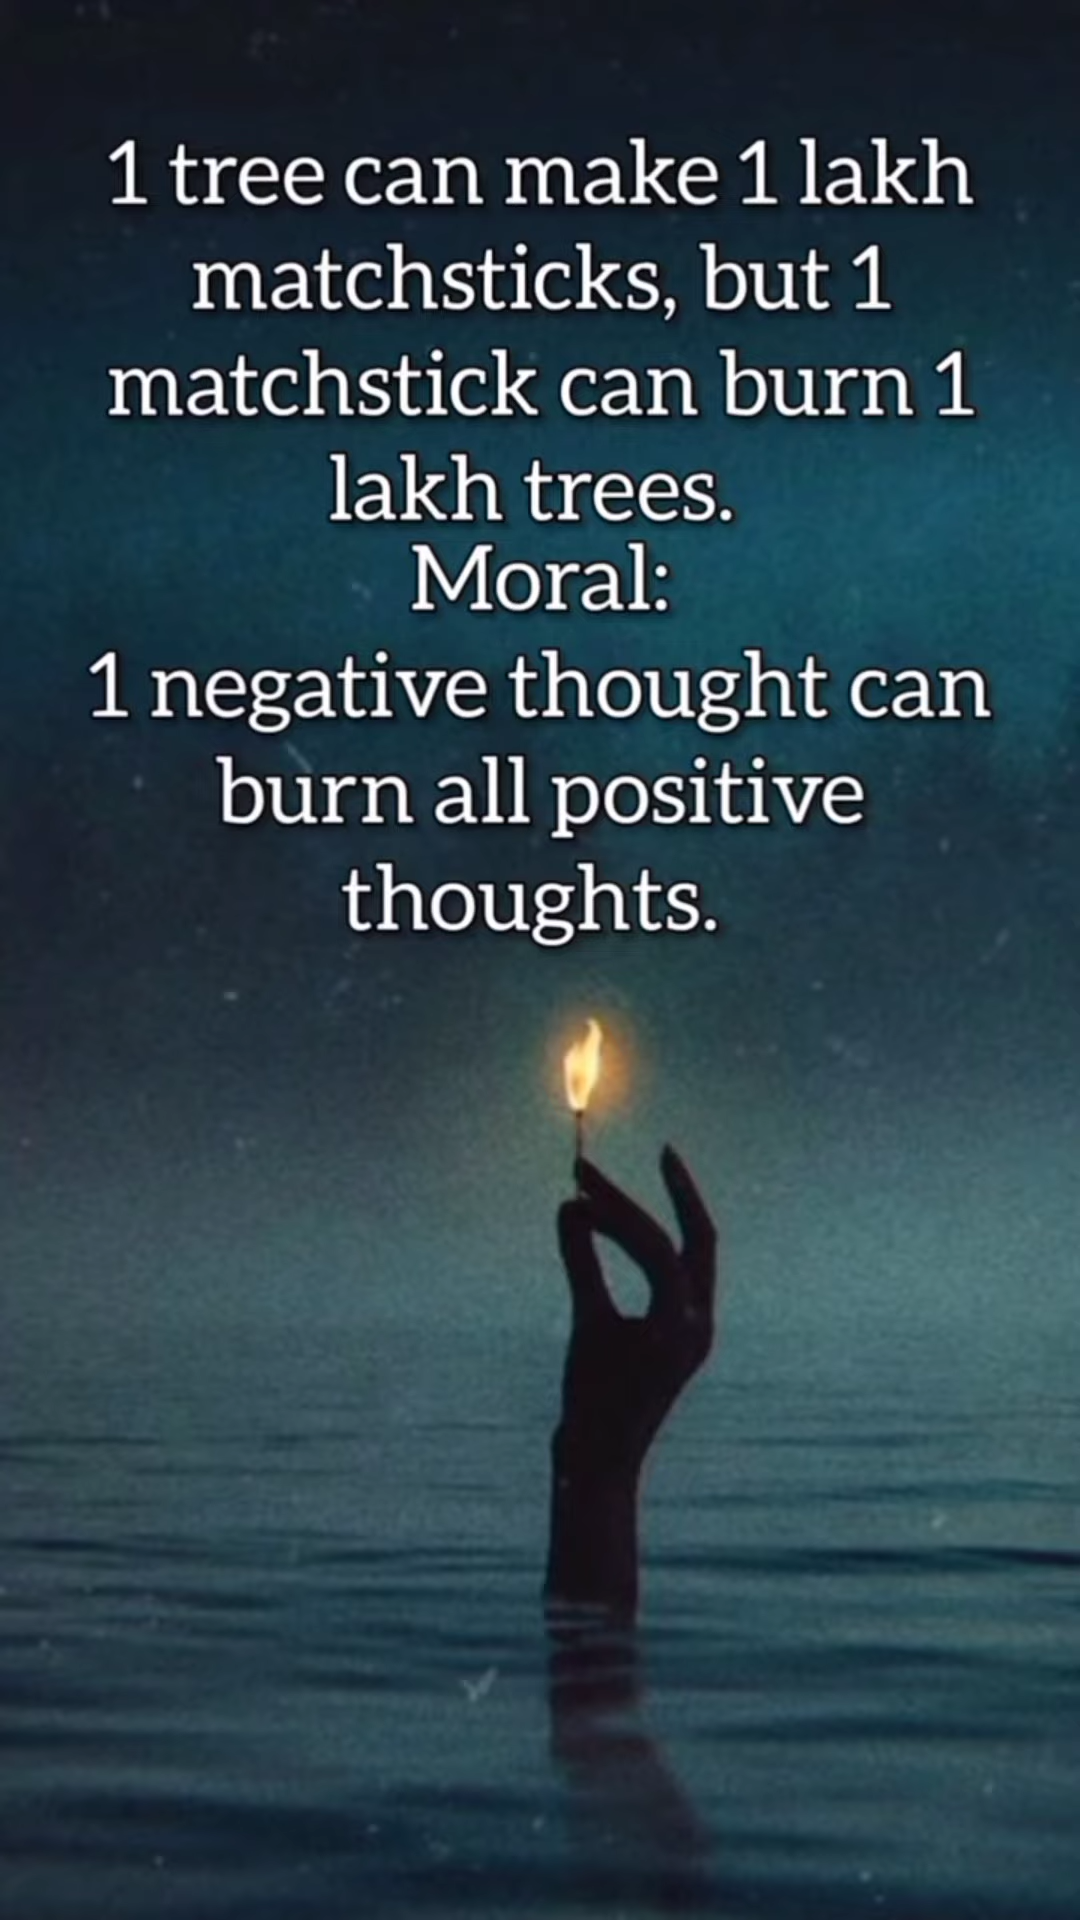 1 tree can make 1 lakh
matchsticks, but 1
matchstick can burn 1
lakh trees.
Moral:
1 negative thought can
burn all positive
thoughts.